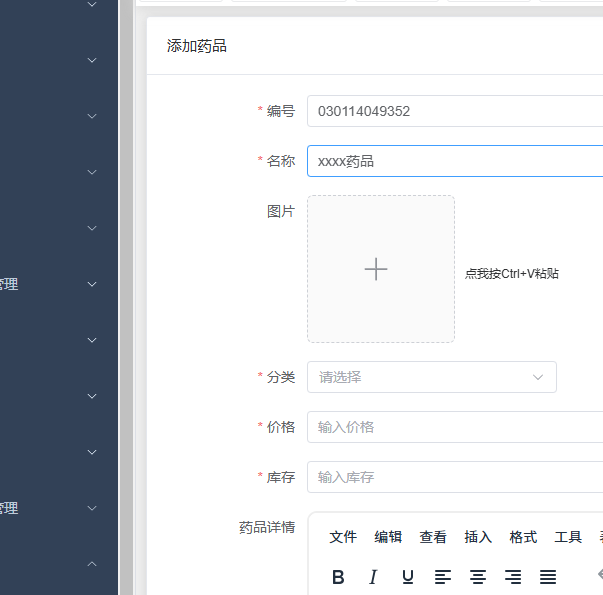 添加药品
* 编号 030114049352
* 名称 xxxx药品
图片
点我按Ctrl+V粘贴
管理
* 分类 请选择
* 价格 输入价格
* 库存 输入库存
管理
药品详情
文件 编辑 查看 插入 格式 工具
B I U